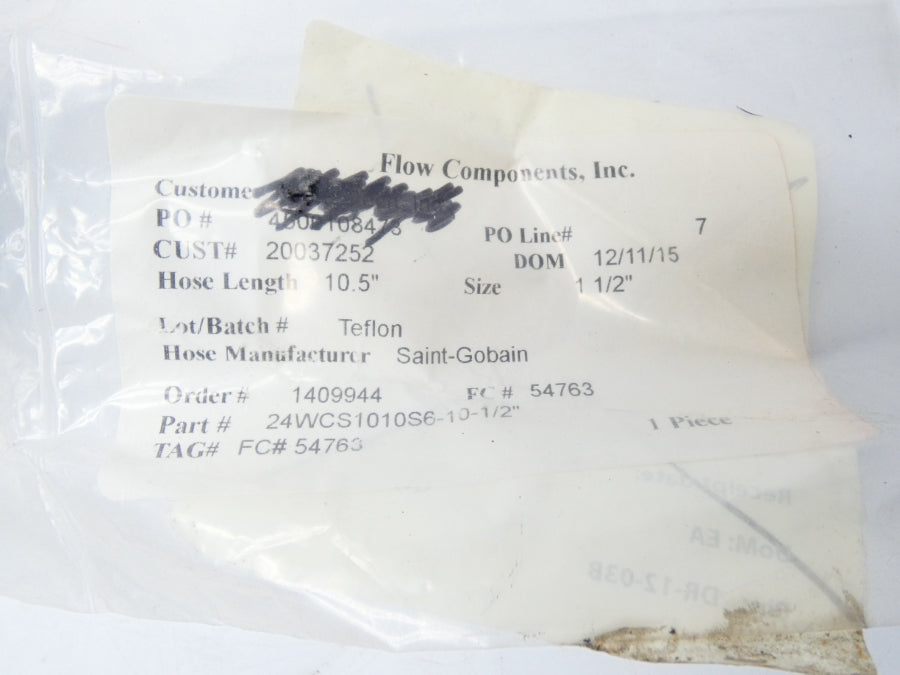 Flow Components, Inc.
Custome
PO # PO Line# 7
CUST# 20037252 DOM 12/11/15
Hose Length 10.5" Size 1 1/2"
Lot/Batch # Teflon
Hose Manufacturer Saint-Gobain
Order # 1409944 FC # 54763
Part # 24WCS1010S6-10-1/2" 1 Piece
TAG# FC# 54763
UoM: EA
DR-12-03B